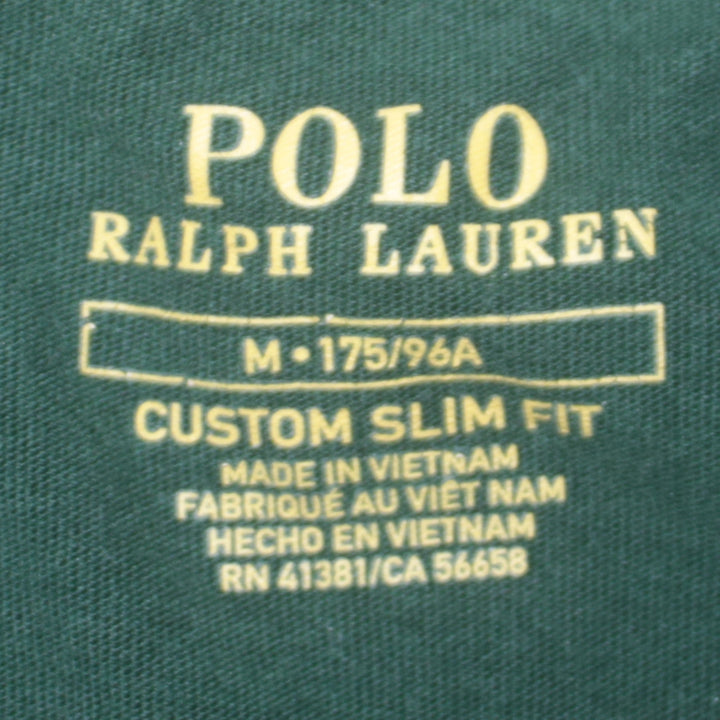 POLO
RALPH LAUREN
M • 175/96A
CUSTOM SLIM FIT
MADE IN VIETNAM
FABRIQUÉ AU VIÊT NAM
HECHO EN VIETNAM
RN 41381/CA 56658